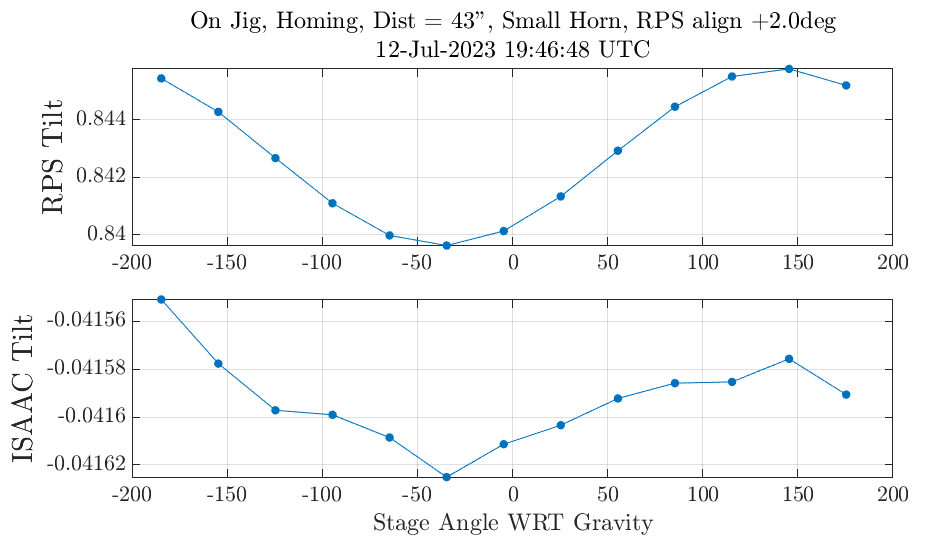 On Jig, Homing, Dist = 43", Small Horn, RPS align +2.0deg
12-Jul-2023 19:46:48 UTC
RPS Tilt
0.844
0.842
0.84
-200 -150 -100 -50 0 50 100 150 200
ISAAC Tilt
-0.04156
-0.04158
-0.0416
-0.04162
-200 -150 -100 -50 0 50 100 150 200
Stage Angle WRT Gravity